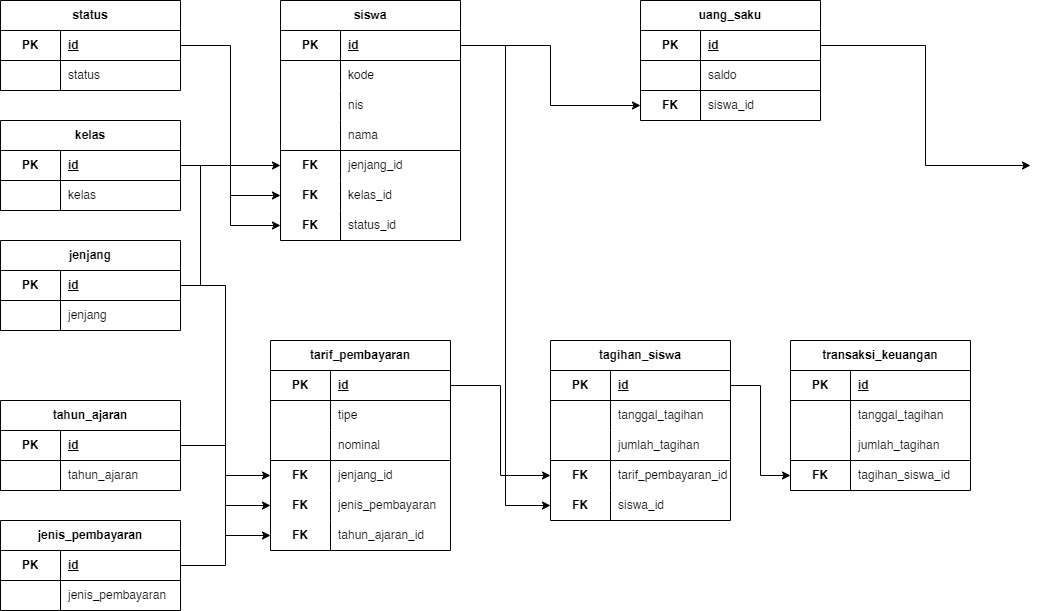 status
PK id
status
kelas
PK id
kelas
jenjang
PK id
jenjang
tahun_ajaran
PK id
tahun_ajaran
jenis_pembayaran
PK id
jenis_pembayaran
siswa
PK id
kode
nis
nama
FK jenjang_id
FK kelas_id
FK status_id
tarif_pembayaran
PK id
tipe
nominal
FK jenjang_id
FK jenis_pembayaran
FK tahun_ajaran_id
uang_saku
PK id
saldo
FK siswa_id
tagihan_siswa
PK id
tanggal_tagihan
jumlah_tagihan
FK tarif_pembayaran_id
FK siswa_id
transaksi_keuangan
PK id
tanggal_tagihan
jumlah_tagihan
FK tagihan_siswa_id